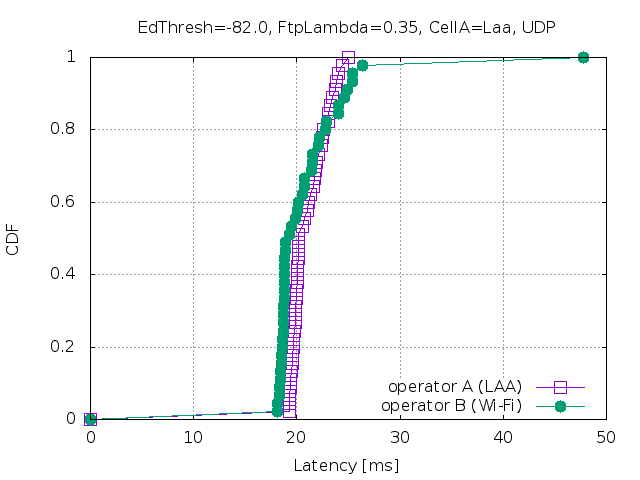 EdThresh=-82.0, FtpLambda=0.35, CellA=Laa, UDP
1
0.8
0.6
0.4
0.2
0
CDF
operator A (LAA)
operator B (Wi-Fi)
0
10
20
30
40
50
Latency [ms]